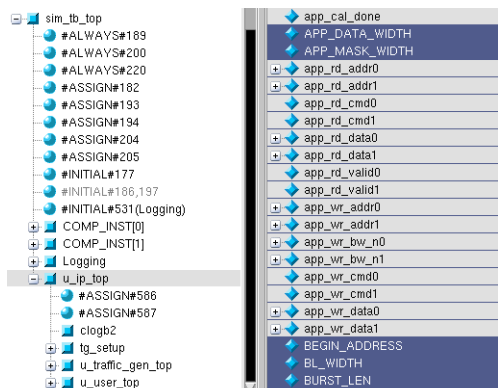 sim_tb_top
#ALWAYS#189
#ALWAYS#200
#ALWAYS#220
#ASSIGN#182
#ASSIGN#193
#ASSIGN#194
#ASSIGN#204
#ASSIGN#205
#INITIAL#177
#INITIAL#186,197
#INITIAL#531(Logging)
COMP_INST[0]
COMP_INST[1]
Logging
u_ip_top
#ASSIGN#586
#ASSIGN#587
clogb2
tg_setup
u_traffic_gen_top
u_user_top
app_cal_done
APP_DATA_WIDTH
APP_MASK_WIDTH
app_rd_addr0
app_rd_addr1
app_rd_cmd0
app_rd_cmd1
app_rd_data0
app_rd_data1
app_rd_valid0
app_rd_valid1
app_wr_addr0
app_wr_addr1
app_wr_bw_n0
app_wr_bw_n1
app_wr_cmd0
app_wr_cmd1
app_wr_data0
app_wr_data1
BEGIN_ADDRESS
BL_WIDTH
BURST_LEN